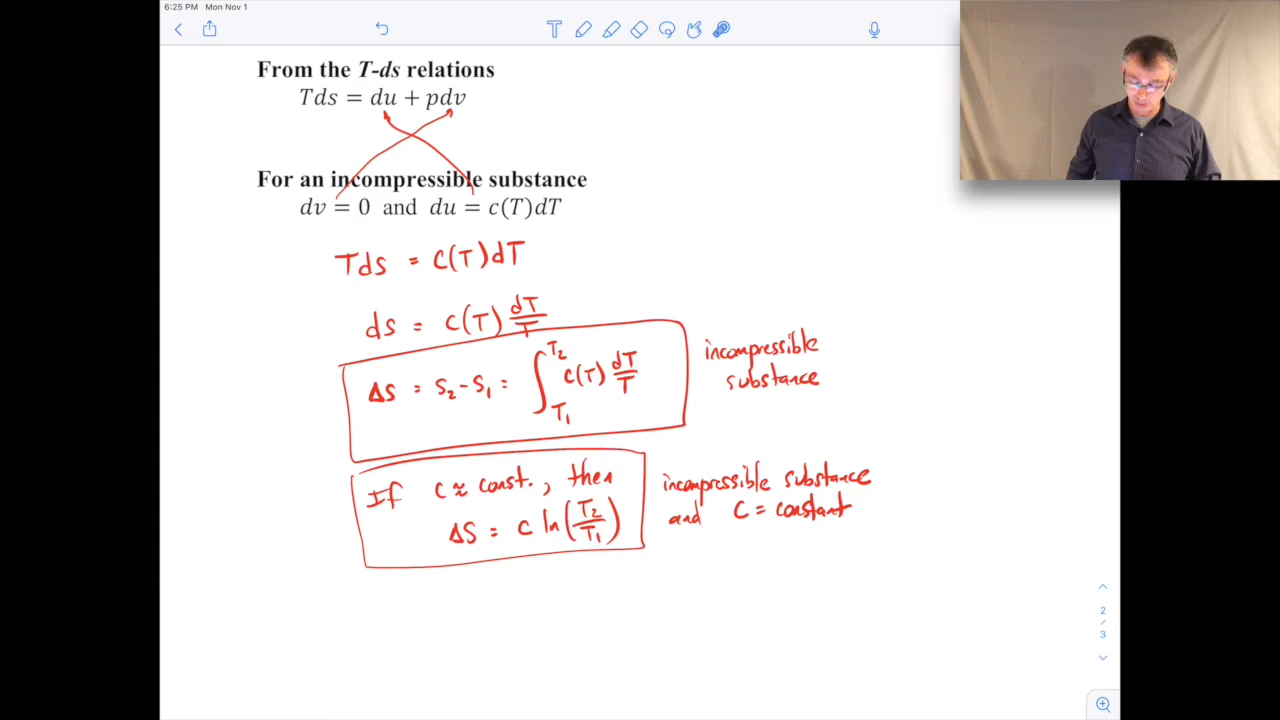 6:25 PM Mon Nov 1
From the T-ds relations
Tds = du + pdv
For an incompressible substance
dv = 0 and du = c(T)dT
Tds = c(T)dT
ds = c(T) dT/T
Δs = s₂-s₁ = ∫_T₁^T₂ c(T) dT/T
incompressible
substance
If c ≈ const., then
Δs = c ln(T₂/T₁)
incompressible substance
and c = constant
2
/
3